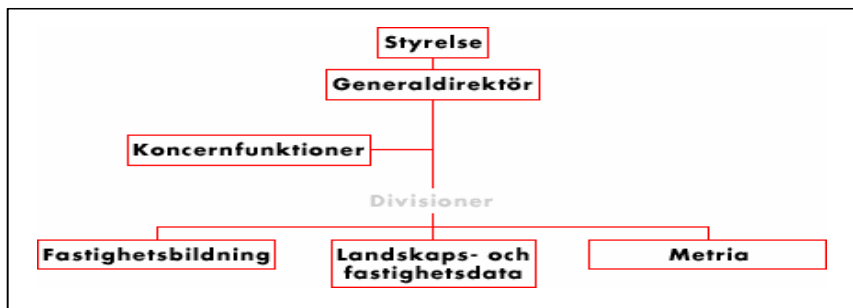 Styrelse
Generaldirektör
Koncernfunktioner
Divisioner
Fastighetsbildning
Landskaps- och
fastighetsdata
Metria